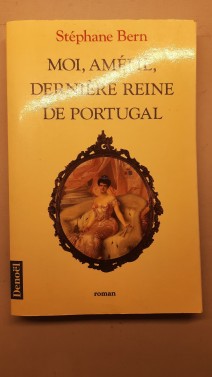 Stéphane Bern
MOI, AMÉLIE,
DERNIÈRE REINE
DE PORTUGAL
Denoël
roman